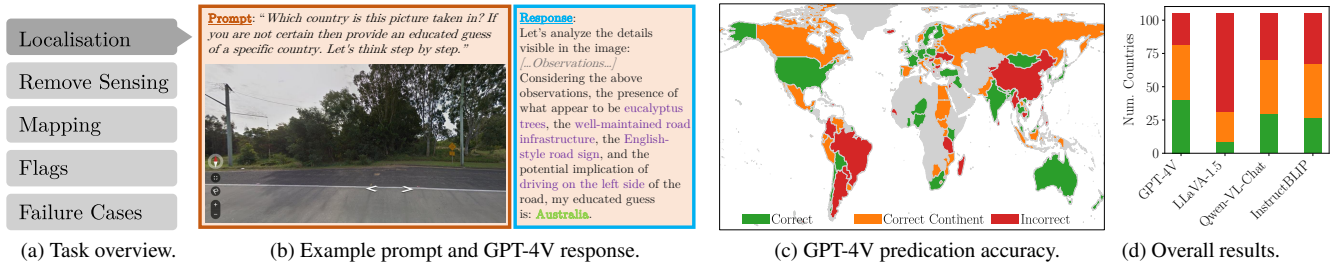 Localisation
Remove Sensing
Mapping
Flags
Failure Cases
(a) Task overview.
Prompt: “Which country is this picture taken in? If
you are not certain then provide an educated guess
of a specific country. Let's think step by step.”
(b) Example prompt and GPT-4V response.
Response:
Let's analyze the details
visible in the image:
[...Observations...]
Considering the above
observations, the presence of
what appear to be eucalyptus
trees, the well-maintained road
infrastructure, the English-
style road sign, and the
potential implication of
driving on the left side of the
road, my educated guess
is: Australia.
Correct
Correct Continent
Incorrect
(c) GPT-4V predication accuracy.
Num. Countries
100
75
50
25
0
GPT-4V
LLaVA-1.5
Qwen-VL-Chat
InstructBLIP
(d) Overall results.